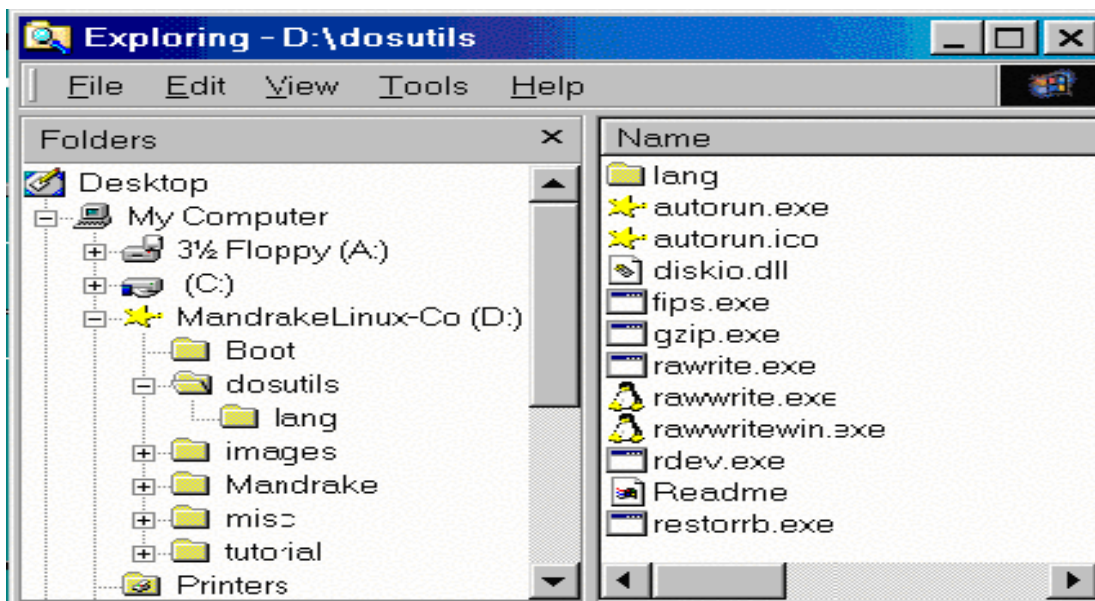 Exploring - D:\dosutils
File Edit View Tools Help
Folders
Desktop
My Computer
3½ Floppy (A:)
(C:)
MandrakeLinux-Co (D:)
Boot
dosutils
lang
images
Mandrake
misc
tutorial
Printers
Name
lang
autorun.exe
autorun.ico
diskio.dll
fips.exe
gzip.exe
rawrite.exe
rawwrite.exe
rawwritewin.exe
rdev.exe
Readme
restorrb.exe